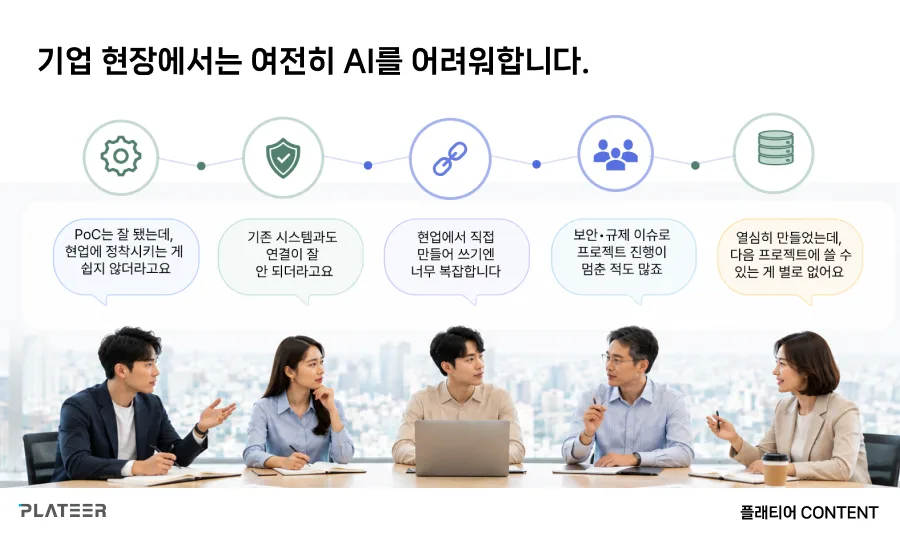 기업 현장에서는 여전히 AI를 어려워합니다.
PoC는 잘 됐는데,
현업에 정착시키는 게
쉽지 않더라고요
기존 시스템과도
연결이 잘
안 되더라고요
현업에서 직접
만들어 쓰기엔
너무 복잡합니다
보안•규제 이슈로
프로젝트 진행이
멈춘 적도 많죠
열심히 만들었는데,
다음 프로젝트에 쓸 수
있는 게 별로 없어요
PLATEER
플래티어 CONTENT